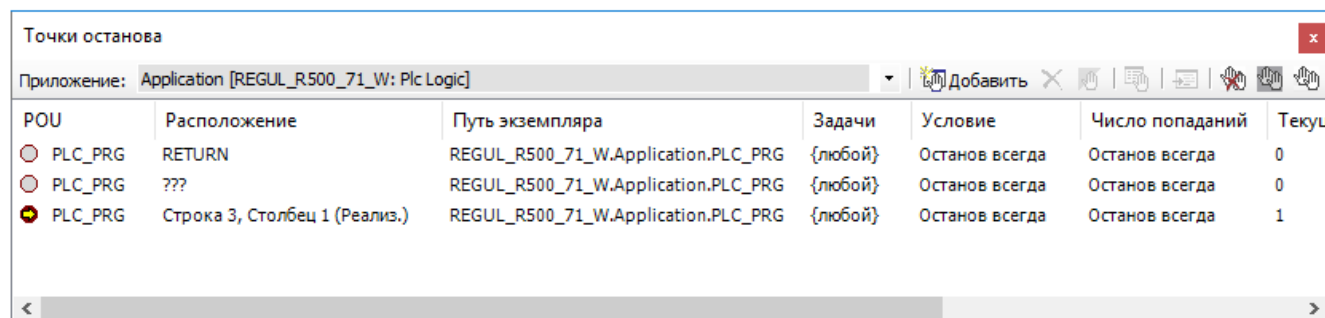 Точки останова
x
Приложение: Application [REGUL_R500_71_W: Plc Logic] Добавить
POU Расположение Путь экземпляра Задачи Условие Число попаданий Текущ
PLC_PRG RETURN REGUL_R500_71_W.Application.PLC_PRG {любой} Останов всегда Останов всегда 0
PLC_PRG ??? REGUL_R500_71_W.Application.PLC_PRG {любой} Останов всегда Останов всегда 0
PLC_PRG Строка 3, Столбец 1 (Реализ.) REGUL_R500_71_W.Application.PLC_PRG {любой} Останов всегда Останов всегда 1